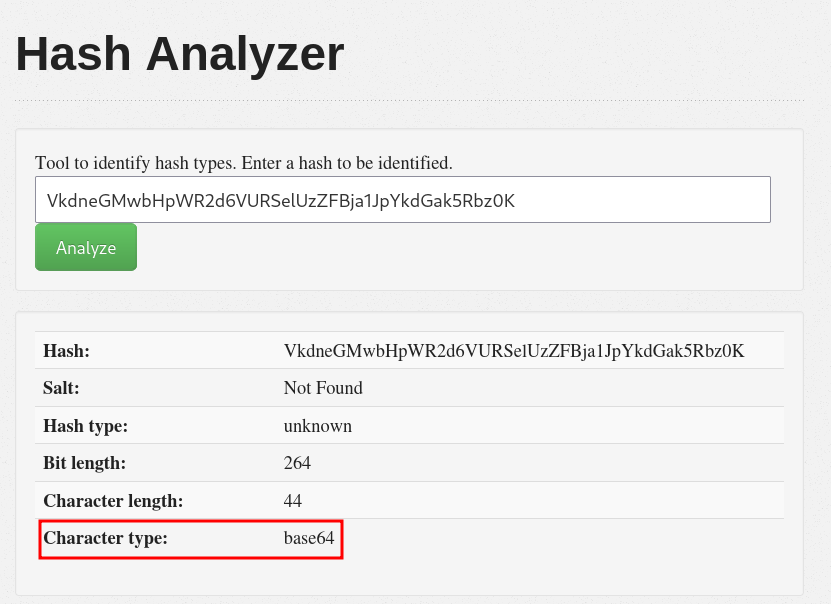 Hash Analyzer
Tool to identify hash types. Enter a hash to be identified.
VkdneGMwbHpWR2d6VURSelUzZFBja1JpYkdGak5Rbz0K
Analyze
Hash: VkdneGMwbHpWR2d6VURSelUzZFBja1JpYkdGak5Rbz0K
Salt: Not Found
Hash type: unknown
Bit length: 264
Character length: 44
Character type: base64